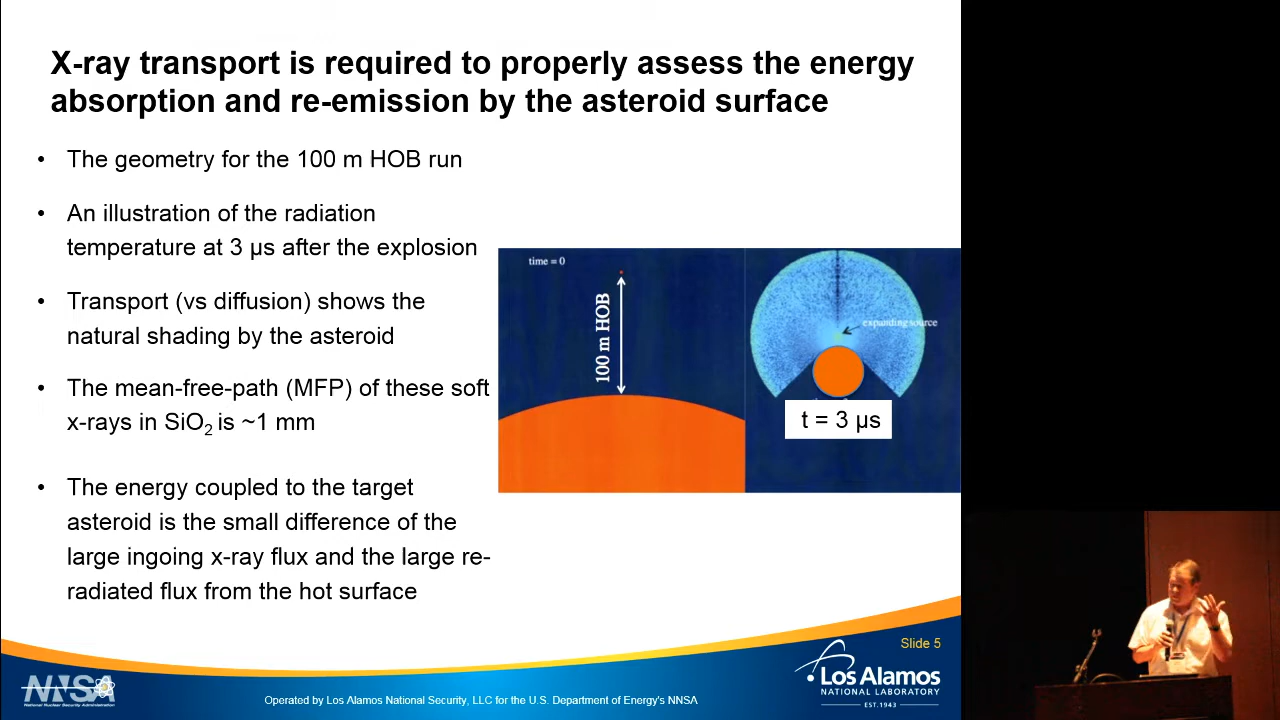 X-ray transport is required to properly assess the energy
absorption and re-emission by the asteroid surface
• The geometry for the 100 m HOB run
• An illustration of the radiation
temperature at 3 µs after the explosion
• Transport (vs diffusion) shows the
natural shading by the asteroid
• The mean-free-path (MFP) of these soft
x-rays in SiO₂ is ~1 mm
• The energy coupled to the target
asteroid is the small difference of the
large ingoing x-ray flux and the large re-
radiated flux from the hot surface
time = 0
100 m HOB
expanding source
t = 3 µs
Slide 5
NNSA
National Nuclear Security Administration
Operated by Los Alamos National Security, LLC for the U.S. Department of Energy's NNSA
Los Alamos
NATIONAL LABORATORY
EST.1943